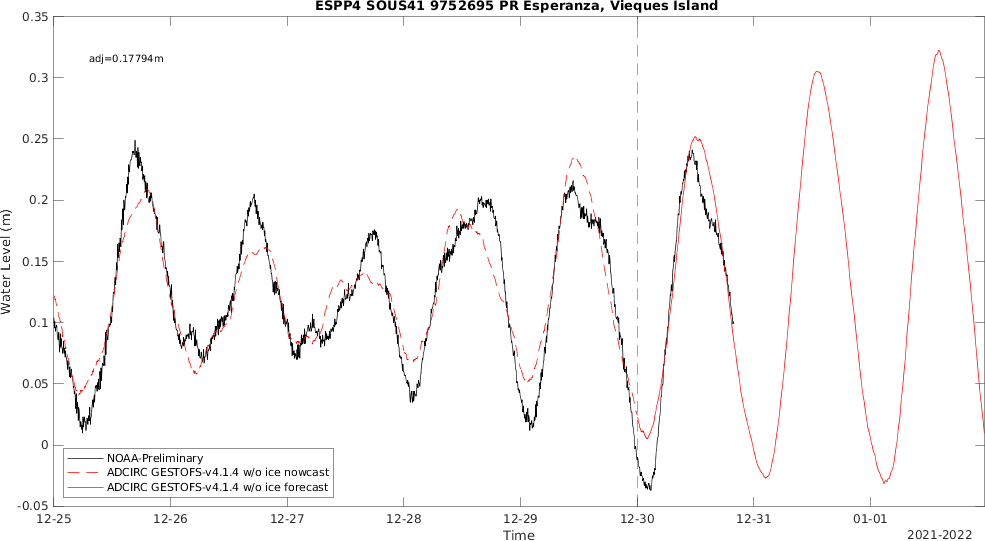 ESPP4 SOUS41 9752695 PR Esperanza, Vieques Island
0.35
adj=0.17794m
0.3
0.25
0.2
0.15
0.1
0.05
0
-0.05
Water Level (m)
NOAA-Preliminary
ADCIRC GESTOFS-v4.1.4 w/o ice nowcast
ADCIRC GESTOFS-v4.1.4 w/o ice forecast
12-25 12-26 12-27 12-28 12-29 12-30 12-31 01-01
Time
2021-2022